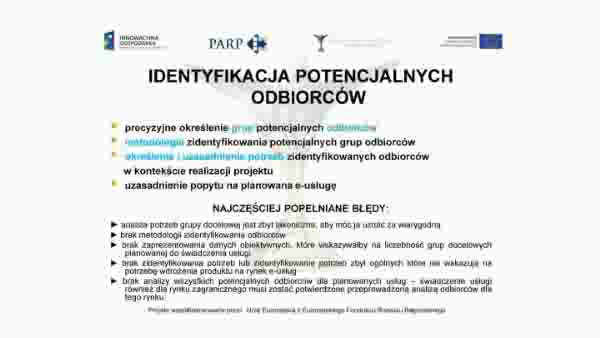 INNOWACYJNA
GOSPODARKA
PARP
IDENTYFIKACJA POTENCJALNYCH
ODBIORCÓW
precyzyjne określenie grup potencjalnych odbiorców
metodologia zidentyfikowania potencjalnych grup odbiorców
określenie i uzasadnienie potrzeb zidentyfikowanych odbiorców
w kontekście realizacji projektu
uzasadnienie popytu na planowana e-usługę
NAJCZĘŚCIEJ POPEŁNIANE BŁĘDY:
► analiza potrzeb grupy docelowej jest zbyt lakoniczna, aby móc ją uznać za wiarygodną
► brak metodologii zidentyfikowania odbiorców
► brak zaprezentowania danych obiektywnych, które wskazywałby na liczebność grup docelowych
planowanej do świadczenia usługi
► brak zidentyfikowania potrzeb lub zidentyfikowanie potrzeb zbyt ogólnych które nie wskazują na
potrzebę wdrożenia produktu na rynek e-usług
► brak analizy wszystkich potencjalnych odbiorców dla planowanych usług – świadczenie usługi
również dla rynku zagranicznego musi zostać potwierdzone przeprowadzoną analizą odbiorców dla
tego rynku
Projekt współfinansowany przez Unię Europejską z Europejskiego Funduszu Rozwoju Regionalnego